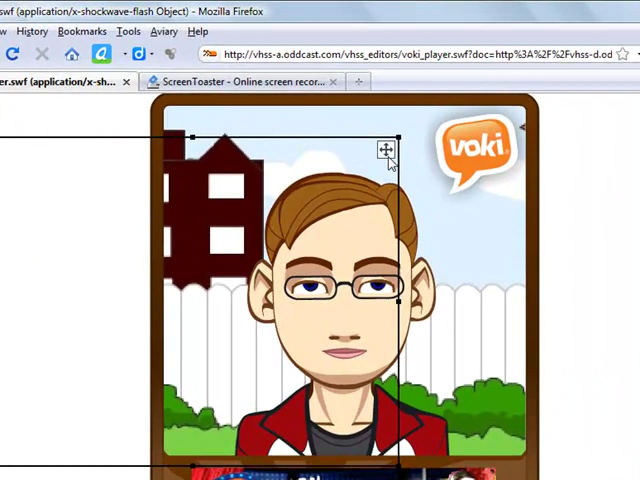 .swf (application/x-shockwave-flash Object) - Mozilla Firefox
w History Bookmarks Tools Aviary Help
http://vhss-a.oddcast.com/vhss_editors/voki_player.swf?doc=http%3A%2F%2Fvhss-d.od
er.swf (application/x-sh... ScreenToaster - Online screen recor...
voki